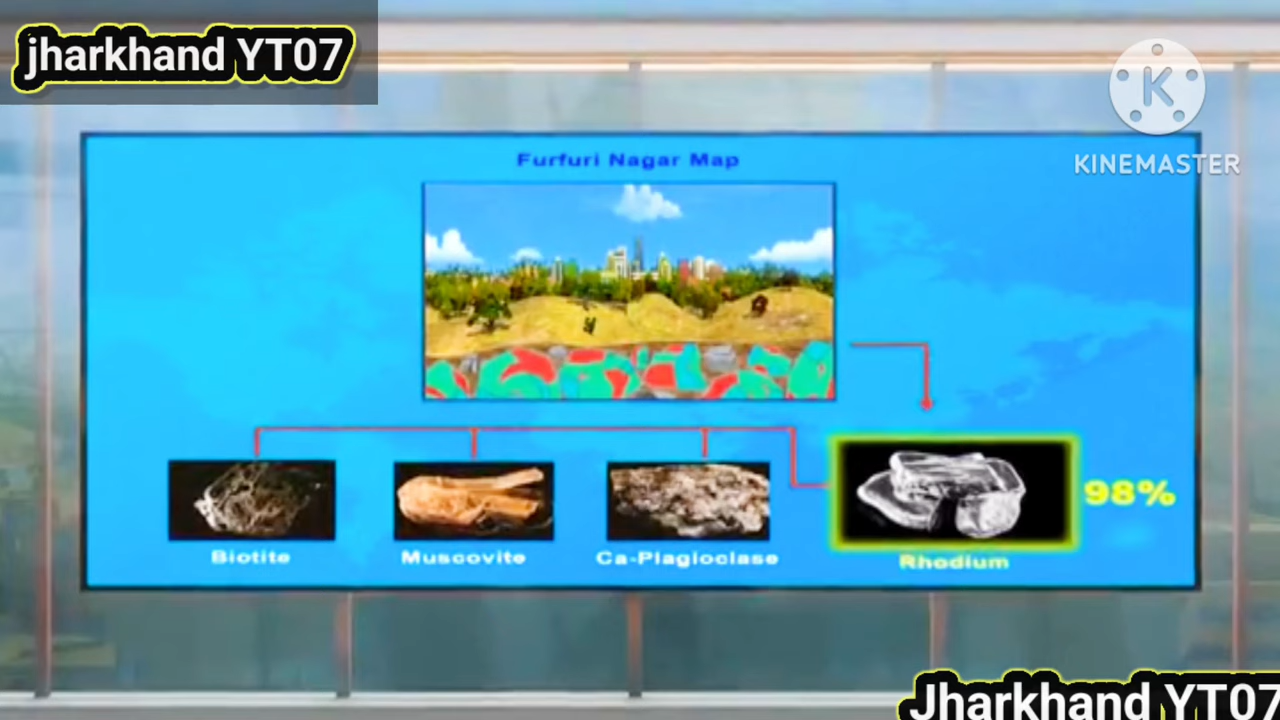 jharkhand YT07
KINEMASTER
Furfuri Nagar Map
98%
Biotite
Muscovite
Ca-Plagioclase
Rhodium
Jharkhand YT07